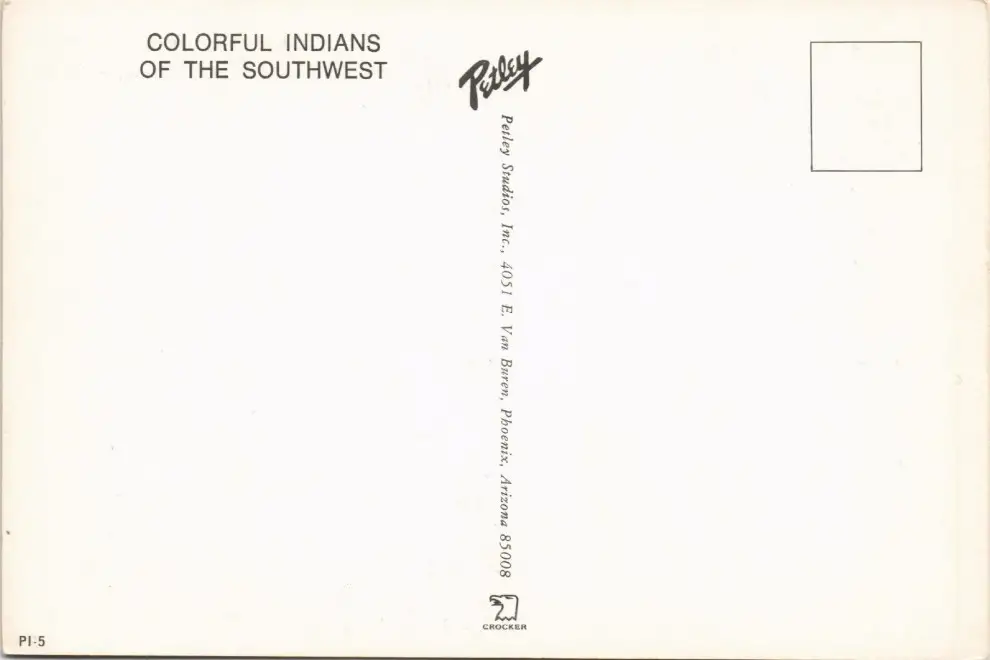 COLORFUL INDIANS
OF THE SOUTHWEST
Petley
Petley Studios, Inc., 4051 E. Van Buren, Phoenix, Arizona 85008
CROCKER
PI-5